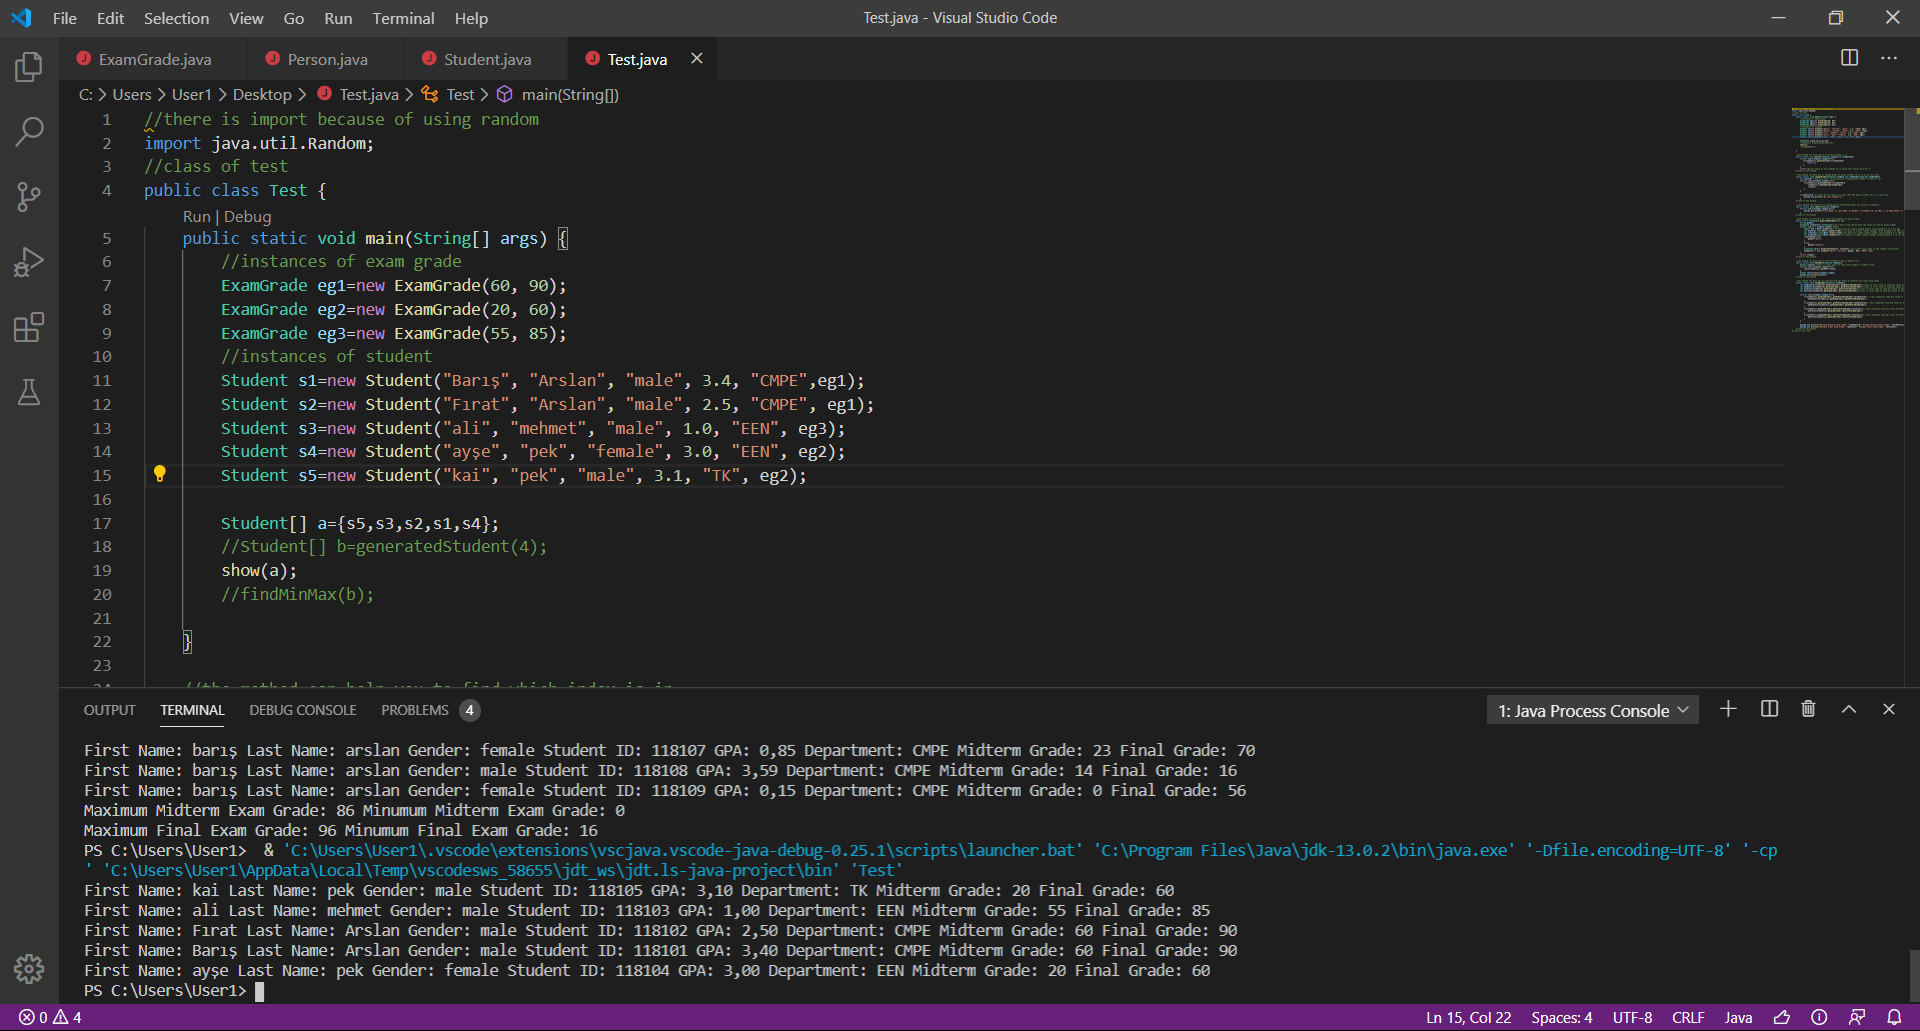 File Edit Selection View Go Run Terminal Help
Test.java - Visual Studio Code
ExamGrade.java Person.java Student.java Test.java
C: > Users > User1 > Desktop > Test.java > Test > main(String[])
1 //there is import because of using random
2 import java.util.Random;
3 //class of test
4 public class Test {
Run | Debug
5 public static void main(String[] args) {
6 //instances of exam grade
7 ExamGrade eg1=new ExamGrade(60, 90);
8 ExamGrade eg2=new ExamGrade(20, 60);
9 ExamGrade eg3=new ExamGrade(55, 85);
10 //instances of student
11 Student s1=new Student("Barış", "Arslan", "male", 3.4, "CMPE",eg1);
12 Student s2=new Student("Fırat", "Arslan", "male", 2.5, "CMPE", eg1);
13 Student s3=new Student("ali", "mehmet", "male", 1.0, "EEN", eg3);
14 Student s4=new Student("ayşe", "pek", "female", 3.0, "EEN", eg2);
15 Student s5=new Student("kai", "pek", "male", 3.1, "TK", eg2);
16
17 Student[] a={s5,s3,s2,s1,s4};
18 //Student[] b=generatedStudent(4);
19 show(a);
20 //findMinMax(b);
21
22 }
23
24 //the method can help you to find which index is in
OUTPUT TERMINAL DEBUG CONSOLE PROBLEMS 4
1: Java Process Console
First Name: barış Last Name: arslan Gender: female Student ID: 118107 GPA: 0,85 Department: CMPE Midterm Grade: 23 Final Grade: 70
First Name: barış Last Name: arslan Gender: male Student ID: 118108 GPA: 3,59 Department: CMPE Midterm Grade: 14 Final Grade: 16
First Name: barış Last Name: arslan Gender: female Student ID: 118109 GPA: 0,15 Department: CMPE Midterm Grade: 0 Final Grade: 56
Maximum Midterm Exam Grade: 86 Minumum Midterm Exam Grade: 0
Maximum Final Exam Grade: 96 Minumum Final Exam Grade: 16
PS C:\Users\User1> & 'C:\Users\User1\.vscode\extensions\vscjava.vscode-java-debug-0.25.1\scripts\launcher.bat' 'C:\Program Files\Java\jdk-13.0.2\bin\java.exe' '-Dfile.encoding=UTF-8' '-cp
' 'C:\Users\User1\AppData\Local\Temp\vscodesws_58655\jdt_ws\jdt.ls-java-project\bin' 'Test'
First Name: kai Last Name: pek Gender: male Student ID: 118105 GPA: 3,10 Department: TK Midterm Grade: 20 Final Grade: 60
First Name: ali Last Name: mehmet Gender: male Student ID: 118103 GPA: 1,00 Department: EEN Midterm Grade: 55 Final Grade: 85
First Name: Fırat Last Name: Arslan Gender: male Student ID: 118102 GPA: 2,50 Department: CMPE Midterm Grade: 60 Final Grade: 90
First Name: Barış Last Name: Arslan Gender: male Student ID: 118101 GPA: 3,40 Department: CMPE Midterm Grade: 60 Final Grade: 90
First Name: ayşe Last Name: pek Gender: female Student ID: 118104 GPA: 3,00 Department: EEN Midterm Grade: 20 Final Grade: 60
PS C:\Users\User1>
0 4
Ln 15, Col 22 Spaces: 4 UTF-8 CRLF Java